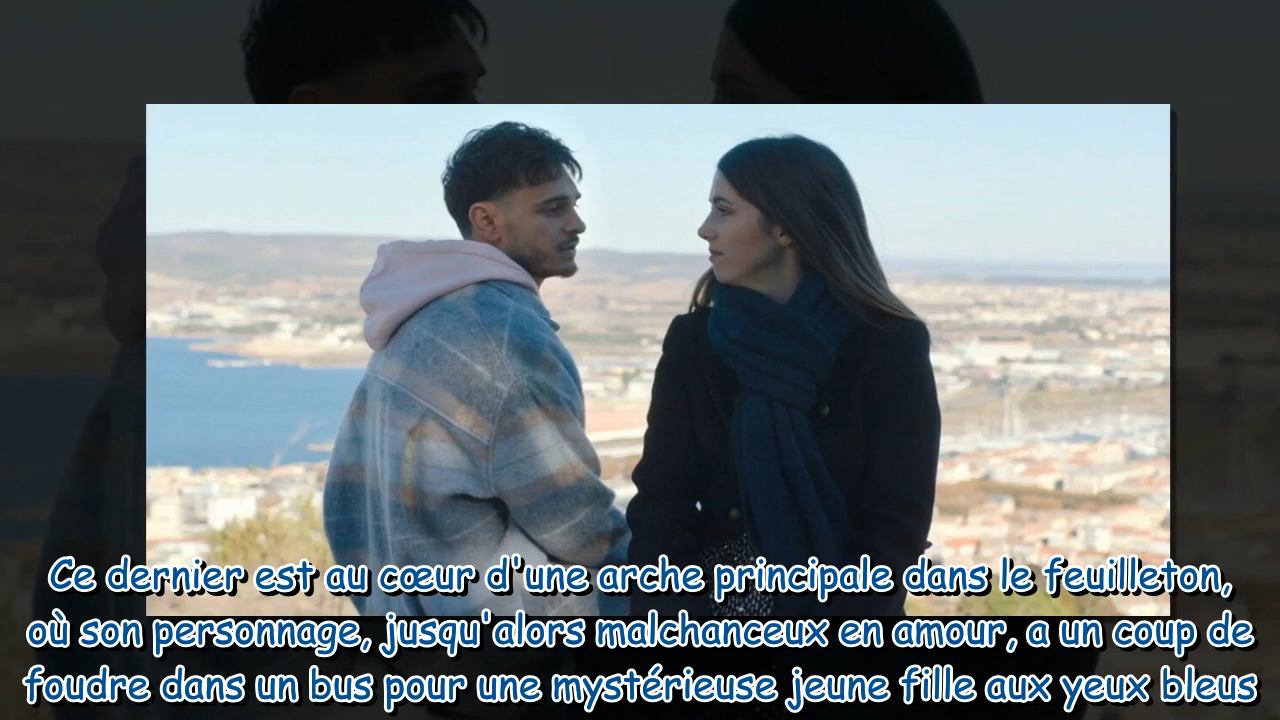 Ce dernier est au cœur d'une arche principale dans le feuilleton,
où son personnage, jusqu'alors malchanceux en amour, a un coup de
foudre dans un bus pour une mystérieuse jeune fille aux yeux bleus